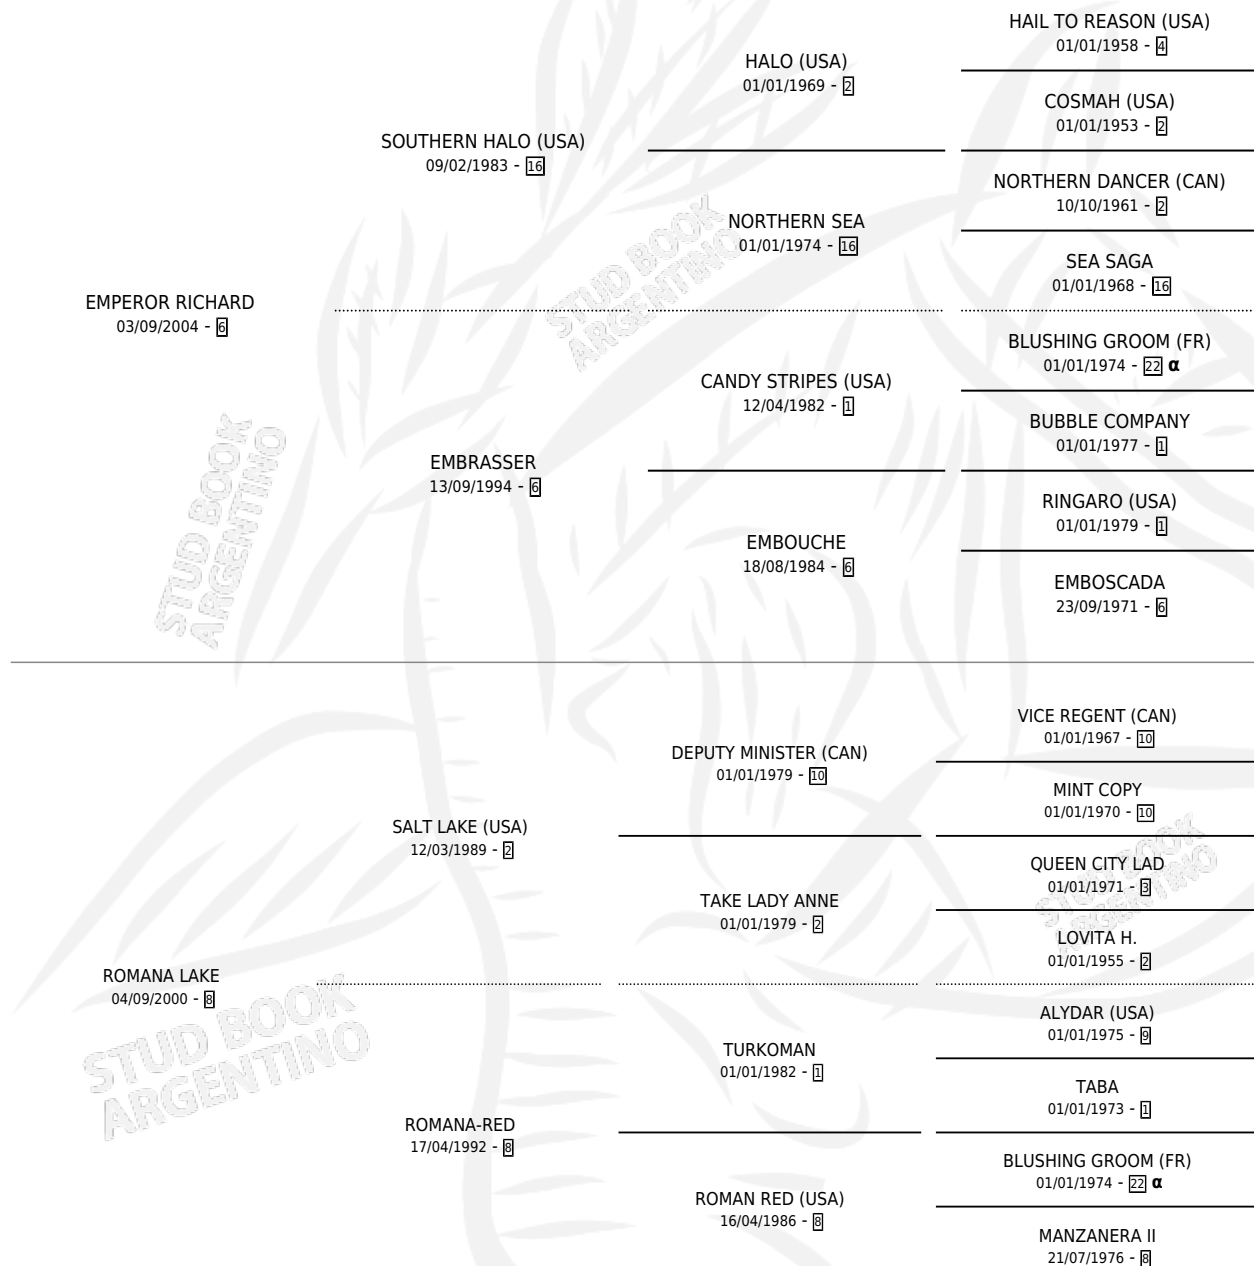 HAIL TO REASON (USA)
01/01/1958 - 4
HALO (USA)
01/01/1969 - 2
COSMAH (USA)
01/01/1953 - 2
SOUTHERN HALO (USA)
09/02/1983 - 16
NORTHERN DANCER (CAN)
10/10/1961 - 2
NORTHERN SEA
01/01/1974 - 16
SEA SAGA
01/01/1968 - 16
EMPEROR RICHARD
03/09/2004 - 6
BLUSHING GROOM (FR)
01/01/1974 - 22 α
CANDY STRIPES (USA)
12/04/1982 - 1
BUBBLE COMPANY
01/01/1977 - 1
EMBRASSER
13/09/1994 - 6
RINGARO (USA)
01/01/1979 - 1
EMBOUCHE
18/08/1984 - 6
EMBOSCADA
23/09/1971 - 6
VICE REGENT (CAN)
01/01/1967 - 10
DEPUTY MINISTER (CAN)
01/01/1979 - 10
MINT COPY
01/01/1970 - 10
SALT LAKE (USA)
12/03/1989 - 2
QUEEN CITY LAD
01/01/1971 - 3
TAKE LADY ANNE
01/01/1979 - 2
LOVITA H.
01/01/1955 - 2
ROMANA LAKE
04/09/2000 - 8
ALYDAR (USA)
01/01/1975 - 9
TURKOMAN
01/01/1982 - 1
TABA
01/01/1973 - 1
ROMANA-RED
17/04/1992 - 8
BLUSHING GROOM (FR)
01/01/1974 - 22 α
ROMAN RED (USA)
16/04/1986 - 8
MANZANERA II
21/07/1976 - 8
STUD BOOK
ARGENTINO
STUD BOOK
ARGENTINO
STUD BOOK
ARGENTINO
STUD BOOK
ARGENTINO